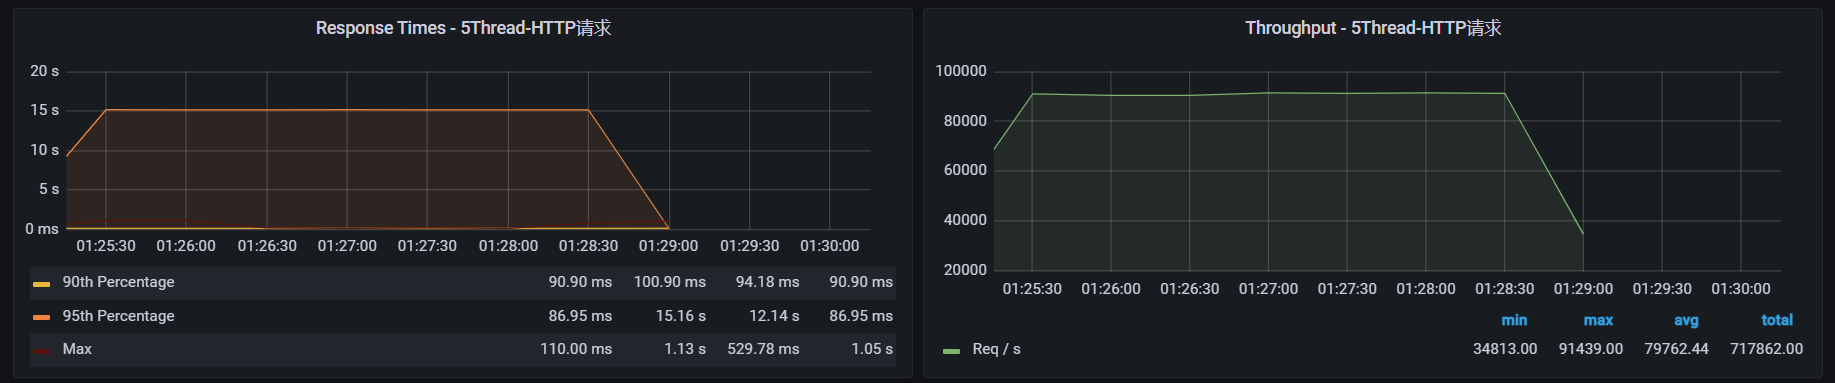 Response Times - 5Thread-HTTP请求
20 s
15 s
10 s
5 s
0 ms
01:25:30 01:26:00 01:26:30 01:27:00 01:27:30 01:28:00 01:28:30 01:29:00 01:29:30 01:30:00
90th Percentage 90.90 ms 100.90 ms 94.18 ms 90.90 ms
95th Percentage 86.95 ms 15.16 s 12.14 s 86.95 ms
Max 110.00 ms 1.13 s 529.78 ms 1.05 s
Throughput - 5Thread-HTTP请求
100000
80000
60000
40000
20000
01:25:30 01:26:00 01:26:30 01:27:00 01:27:30 01:28:00 01:28:30 01:29:00 01:29:30 01:30:00
min max avg total
Req / s 34813.00 91439.00 79762.44 717862.00